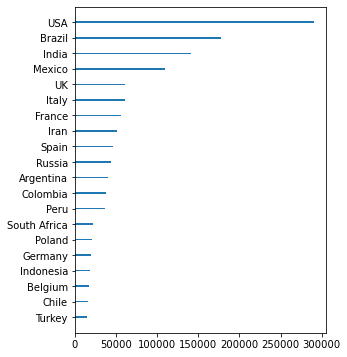 USA
Brazil
India
Mexico
UK
Italy
France
Iran
Spain
Russia
Argentina
Colombia
Peru
South Africa
Poland
Germany
Indonesia
Belgium
Chile
Turkey
0 50000 100000 150000 200000 250000 300000